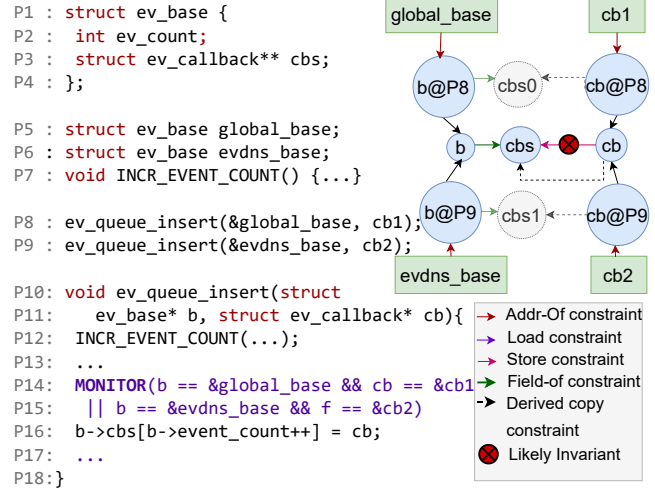 P1 : struct ev_base {
P2 : int ev_count;
P3 : struct ev_callback** cbs;
P4 : };
P5 : struct ev_base global_base;
P6 : struct ev_base evdns_base;
P7 : void INCR_EVENT_COUNT() {...}
P8 : ev_queue_insert(&global_base, cb1);
P9 : ev_queue_insert(&evdns_base, cb2);
P10: void ev_queue_insert(struct
P11: ev_base* b, struct ev_callback* cb){
P12: INCR_EVENT_COUNT(...);
P13: ...
P14: MONITOR(b == &global_base && cb == &cb1
P15: || b == &evdns_base && f == &cb2)
P16: b->cbs[b->event_count++] = cb;
P17: ...
P18:}
global_base
cb1
b@P8
cbs0
cb@P8
b
cbs
cb
b@P9
cbs1
cb@P9
evdns_base
cb2
Addr-Of constraint
Load constraint
Store constraint
Field-of constraint
Derived copy
constraint
Likely Invariant